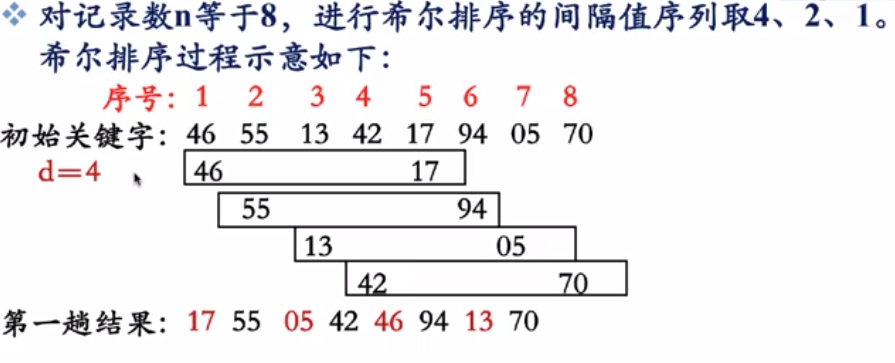 ❖ 对记录数n等于8，进行希尔排序的间隔值序列取4、2、1。
希尔排序过程示意如下：
序号：1 2 3 4 5 6 7 8
初始关键字：46 55 13 42 17 94 05 70
d=4 46 17
55 94
13 05
42 70
第一趟结果：17 55 05 42 46 94 13 70